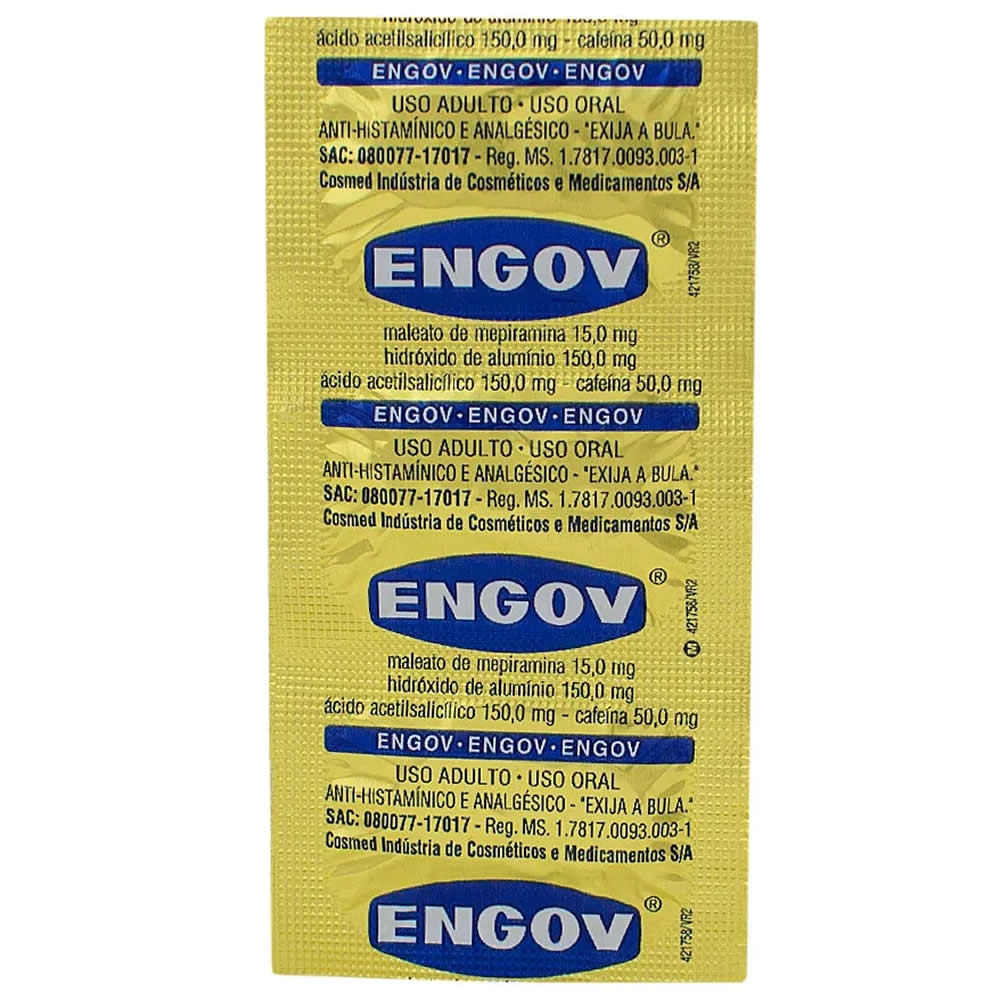 hidróxido de alumínio 150,0 mg
ácido acetilsalicílico 150,0 mg - cafeína 50,0 mg
ENGOV • ENGOV • ENGOV
USO ADULTO • USO ORAL
ANTI-HISTAMÍNICO E ANALGÉSICO - "EXIJA A BULA."
SAC: 080077-17017 - Reg. MS. 1.7817.0093.003-1
Cosmed Indústria de Cosméticos e Medicamentos S/A
ENGOV®
421758/VR2
maleato de mepiramina 15,0 mg
hidróxido de alumínio 150,0 mg
ácido acetilsalicílico 150,0 mg - cafeína 50,0 mg
ENGOV • ENGOV • ENGOV
USO ADULTO • USO ORAL
ANTI-HISTAMÍNICO E ANALGÉSICO - "EXIJA A BULA."
SAC: 080077-17017 - Reg. MS. 1.7817.0093.003-1
Cosmed Indústria de Cosméticos e Medicamentos S/A
ENGOV®
421758/VR2
maleato de mepiramina 15,0 mg
hidróxido de alumínio 150,0 mg
ácido acetilsalicílico 150,0 mg - cafeína 50,0 mg
ENGOV • ENGOV • ENGOV
USO ADULTO • USO ORAL
ANTI-HISTAMÍNICO E ANALGÉSICO - "EXIJA A BULA."
SAC: 080077-17017 - Reg. MS. 1.7817.0093.003-1
Cosmed Indústria de Cosméticos e Medicamentos S/A
ENGOV®
421758/VR2